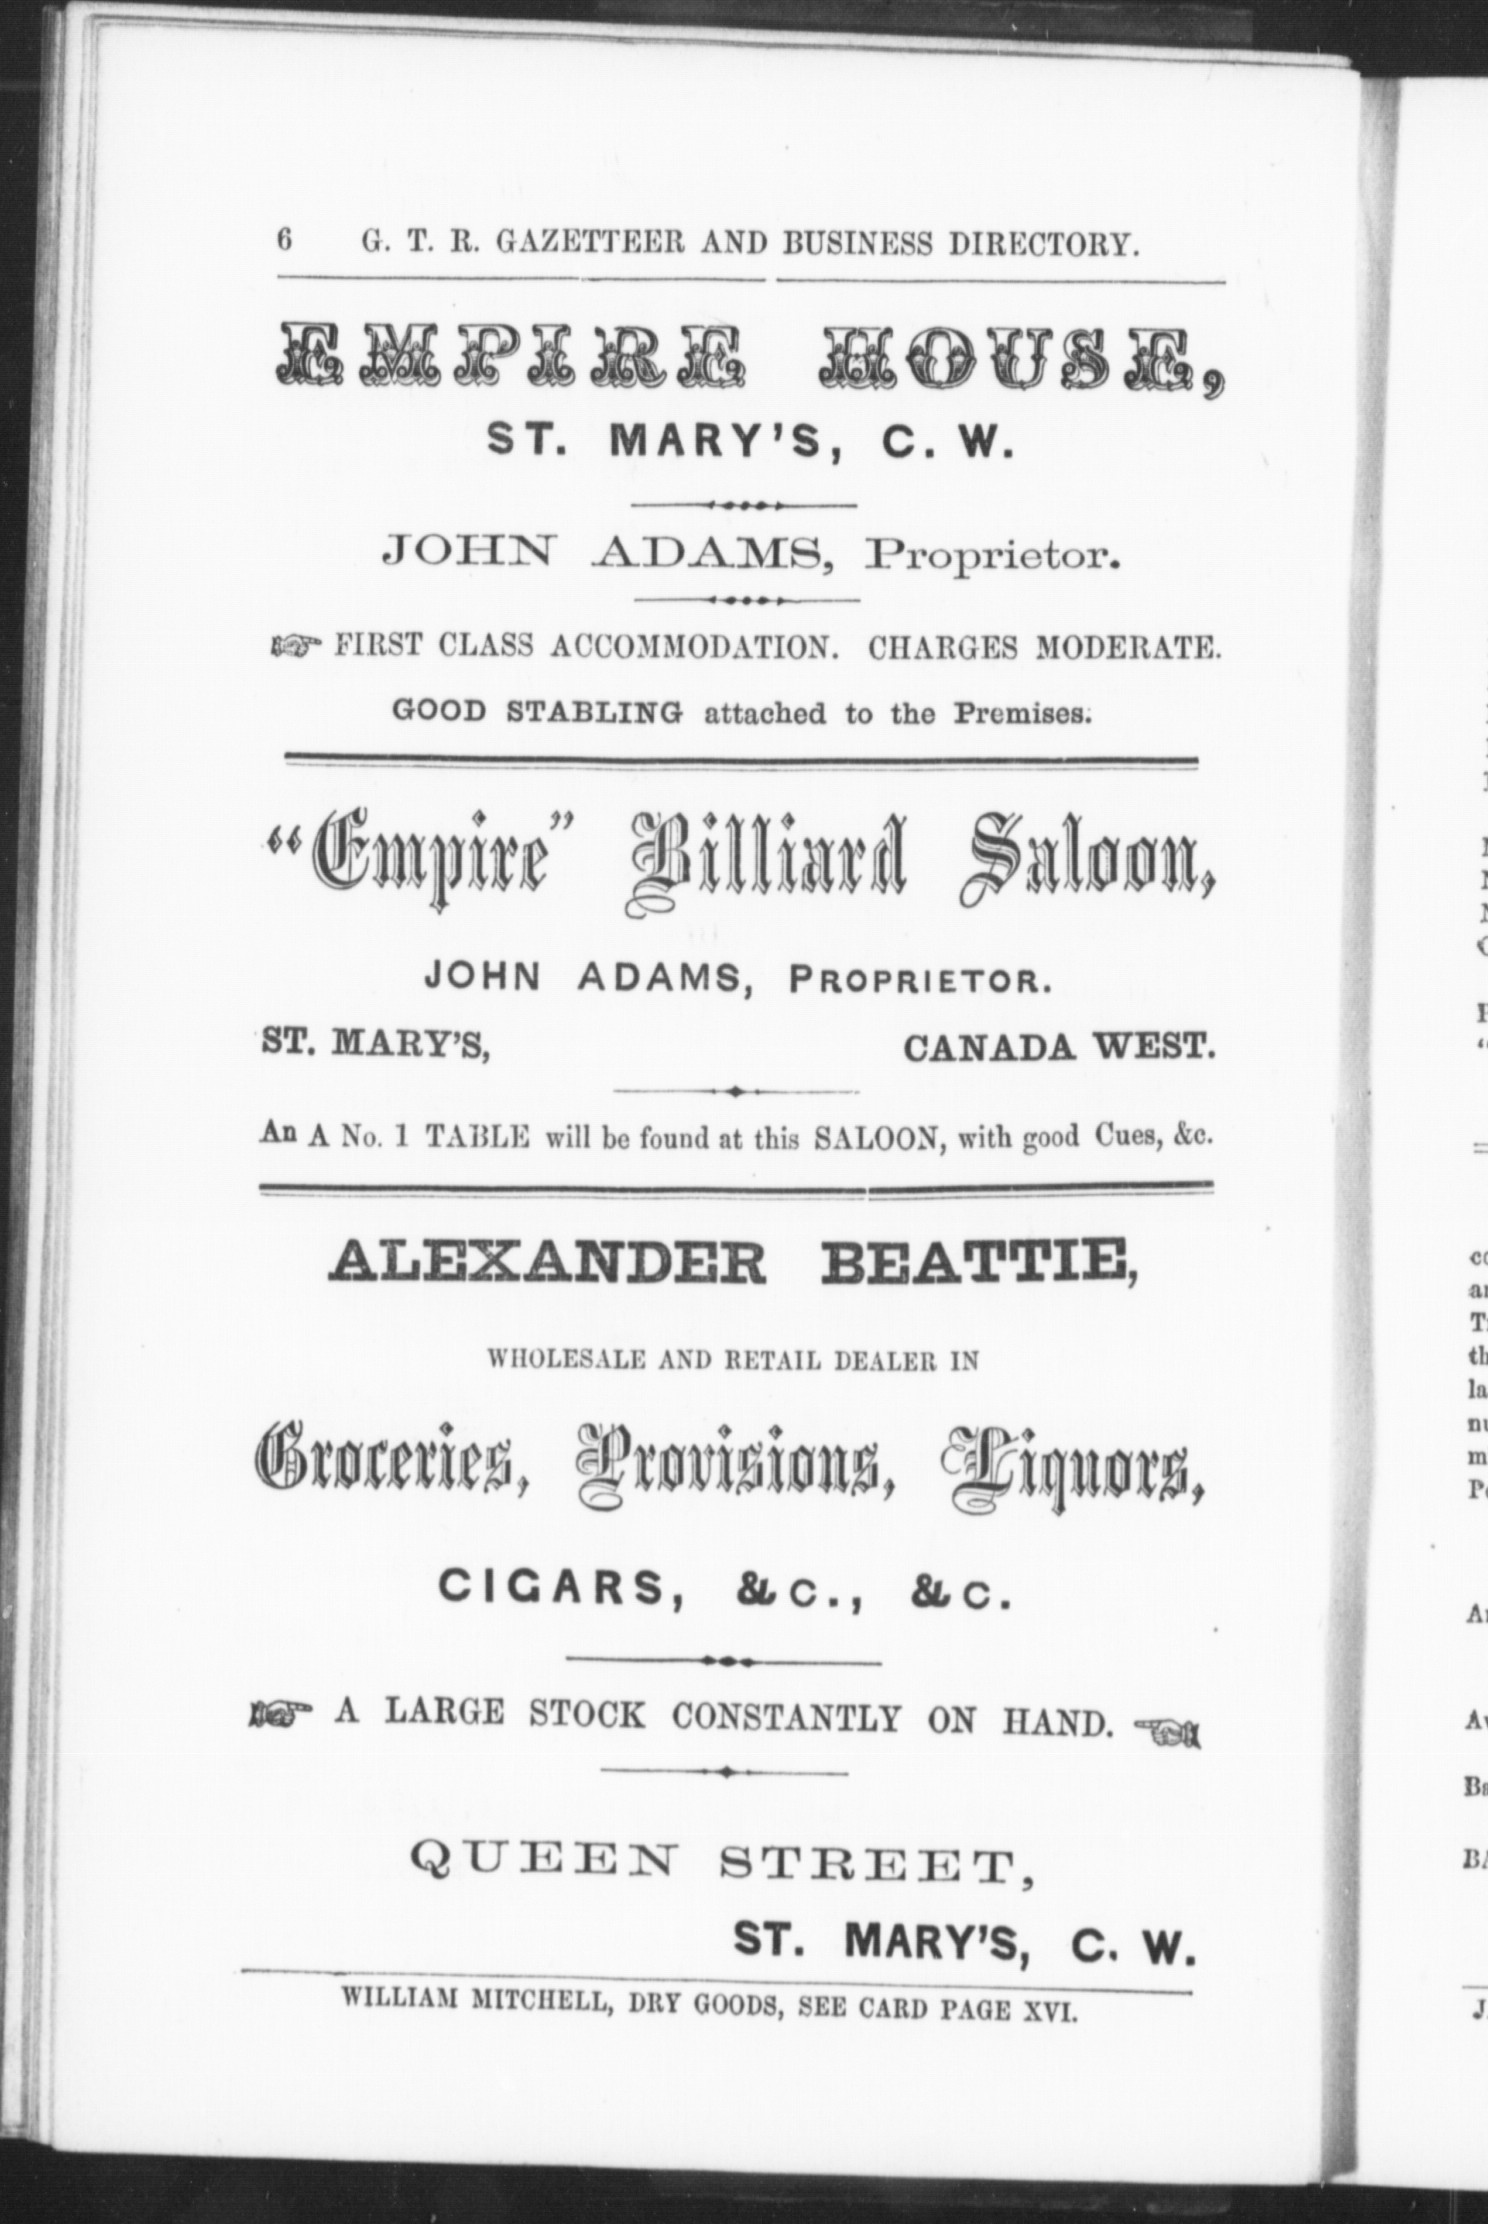 6 G. T. R. GAZETTEER AND BUSINESS DIRECTORY.
EMPIRE HOUSE,
ST. MARY'S, C. W.
JOHN ADAMS, Proprietor.
☞ FIRST CLASS ACCOMMODATION. CHARGES MODERATE.
GOOD STABLING attached to the Premises.
"Empire" Billiard Saloon,
JOHN ADAMS, PROPRIETOR.
ST. MARY'S, CANADA WEST.
An A No. 1 TABLE will be found at this SALOON, with good Cues, &c.
ALEXANDER BEATTIE,
WHOLESALE AND RETAIL DEALER IN
Groceries, Provisions, Liquors,
CIGARS, &c., &c.
☞ A LARGE STOCK CONSTANTLY ON HAND. ☜
QUEEN STREET,
ST. MARY'S, C. W.
WILLIAM MITCHELL, DRY GOODS, SEE CARD PAGE XVI.